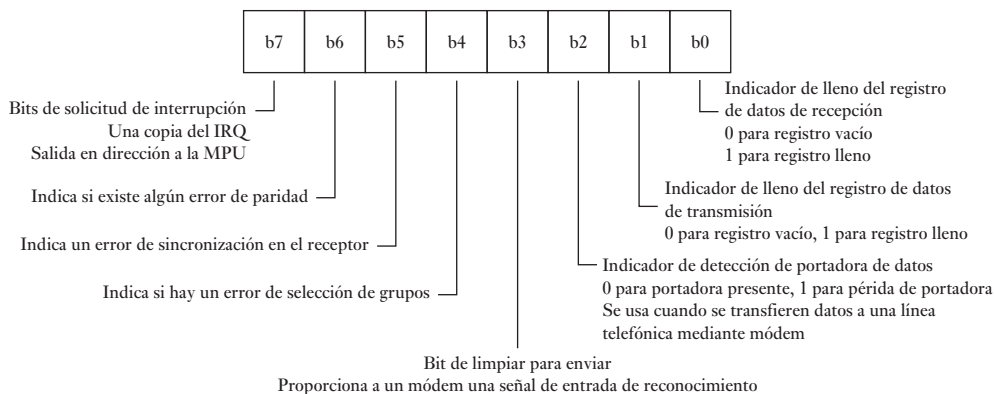 b7 b6 b5 b4 b3 b2 b1 b0
Bits de solicitud de interrupción
Una copia del IRQ
Salida en dirección a la MPU
Indica si existe algún error de paridad
Indica un error de sincronización en el receptor
Indica si hay un error de selección de grupos
Bit de limpiar para enviar
Proporciona a un módem una señal de entrada de reconocimiento
Indicador de lleno del registro
de datos de recepción
0 para registro vacío
1 para registro lleno
Indicador de lleno del registro de datos
de transmisión
0 para registro vacío, 1 para registro lleno
Indicador de detección de portadora de datos
0 para portadora presente, 1 para périda de portadora
Se usa cuando se transfieren datos a una línea
telefónica mediante módem